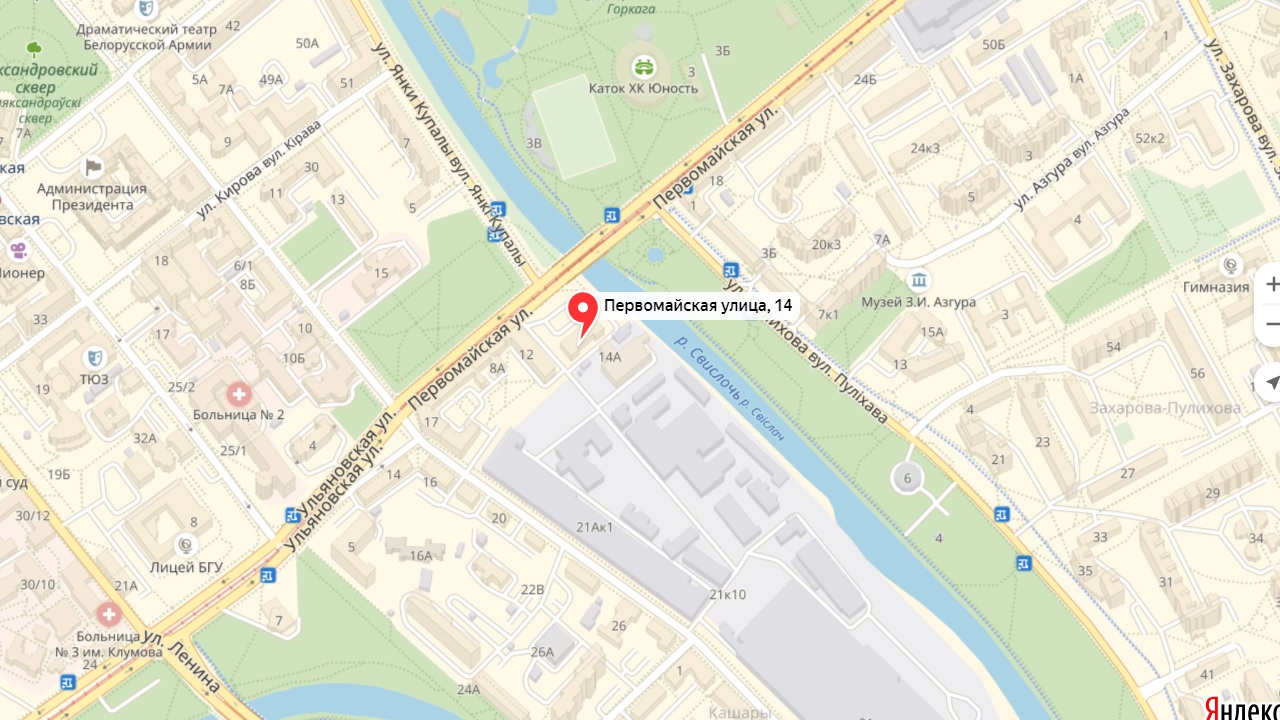 Горкага
Драматический театр
Белорусской Армии
42
50А
3Б
50Б
1А
ул. Захарова вул. З
ксандровский
сквер
ляксандраўскі
сквер
5А
49А
51
ул. Янки Купалы вул. Янкі Купалы
3
Каток ХК Юность
24Б
7А
9
ул. Кирова вул. Кірава
7
3В
Первомайская ул.
24к3
3
ул. Азгура вул. Азгура
52к2
ская
Администрация
Президента
30
11
13
5
18
1
5
4
овская
Пионер
18
6/1
8Б
15
3Б
20к3
7А
Музей З.И. Азгура
Гимназия
33
10
3
Первомайская улица, 14
7к1
15А
13
54
56
ТЮЗ
19
25/2
10Б
Больница № 2
Первомайская ул.
12
8А
14А
р. Свислочь р. Свіслач
ул. Пулихова вул. Пуліхава
Захарова-Пулихова
4
23
21
27
29
32А
25/1
4
17
19Б
й суд
30/12
Ульяновская ул.
Ульяновская ул.
14
16
20
21Ак1
6
4
33
35
31
34
8
Лицей БГУ
5
16А
30/10
21А
22В
21к10
Больница
№ 3 им. Клумова
24
ул. Ленина
7
26
26А
24А
1
Кашары
41
Яндекс